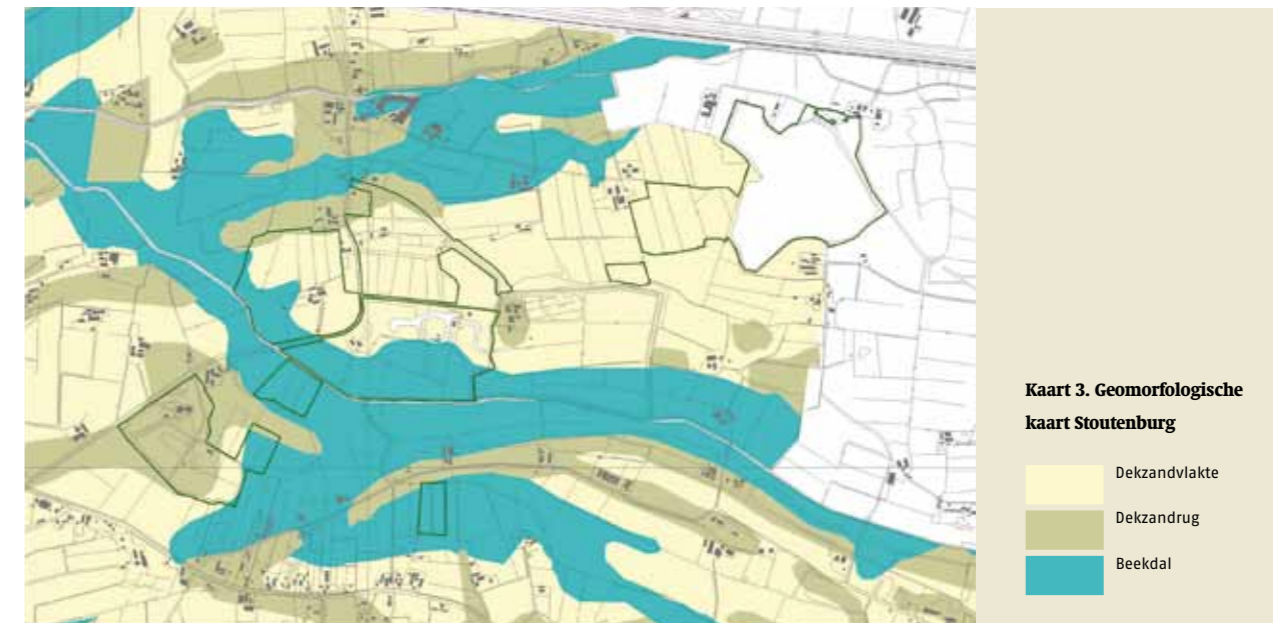 Kaart 3. Geomorfologische
kaart Stoutenburg
Dekzandvlakte
Dekzandrug
Beekdal